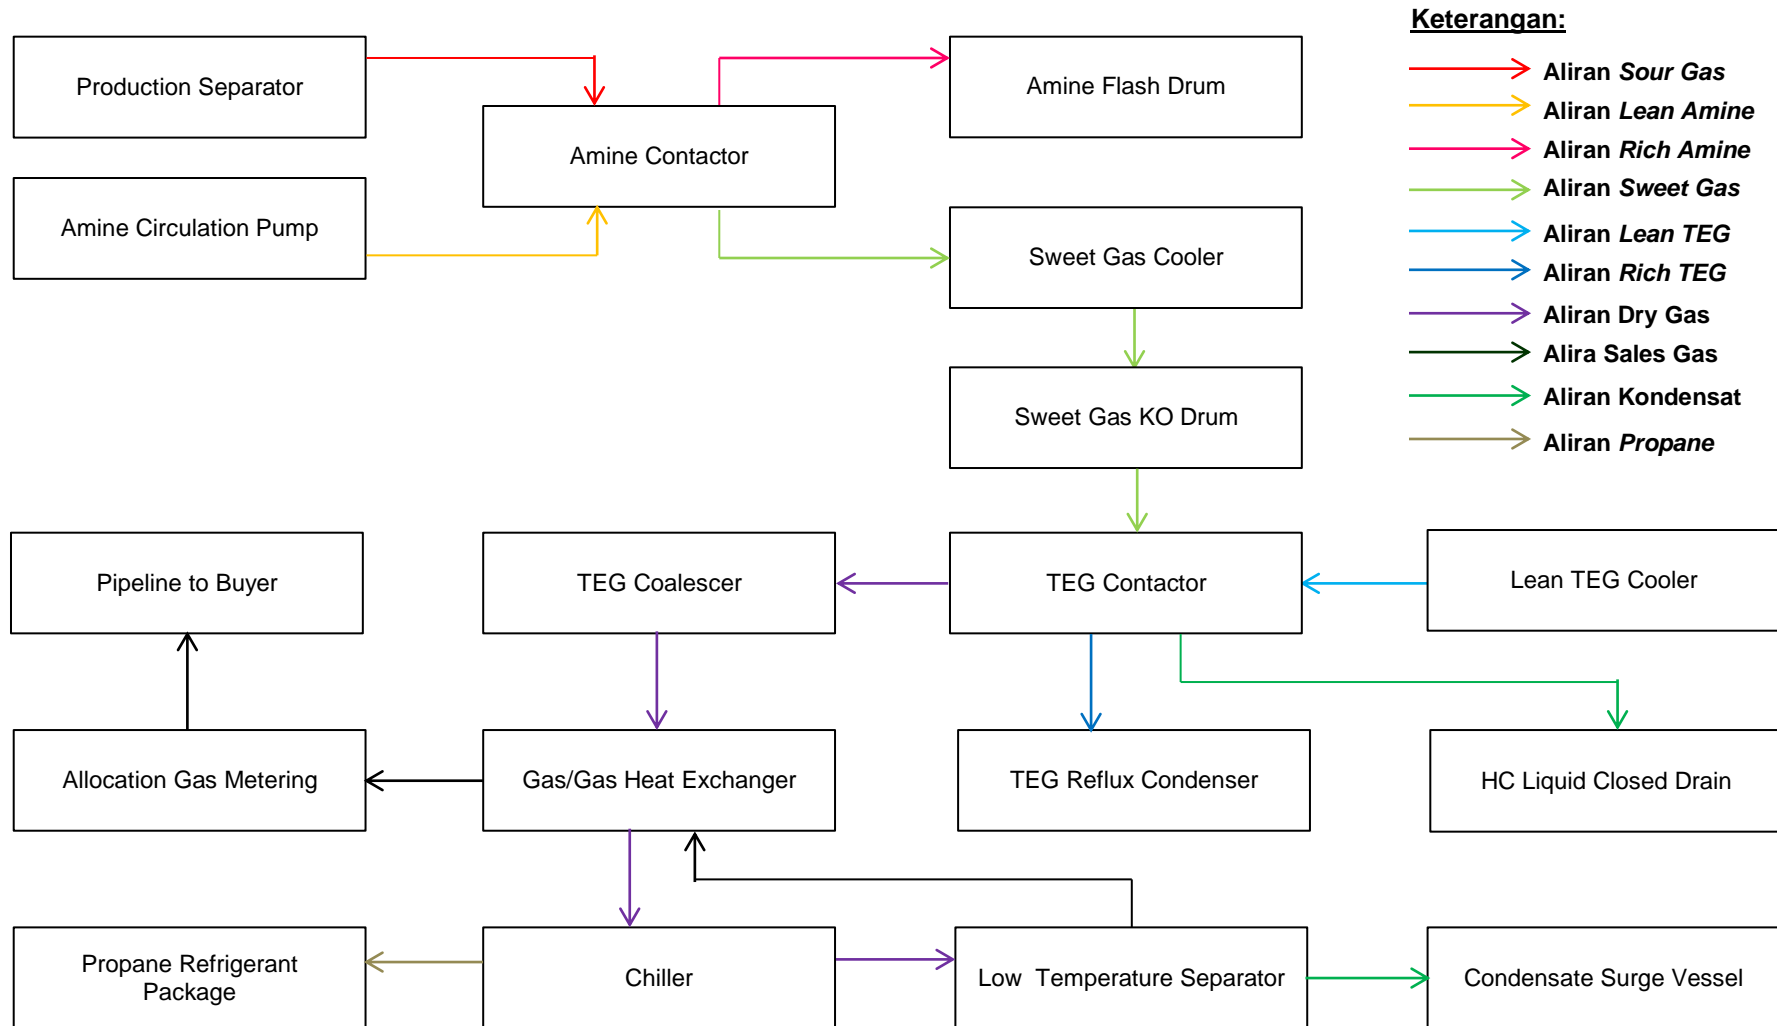 Keterangan:
Production Separator
Amine Flash Drum
Amine Contactor
Amine Circulation Pump
Sweet Gas Cooler
Sweet Gas KO Drum
Aliran Sour Gas
Aliran Lean Amine
Aliran Rich Amine
Aliran Sweet Gas
Aliran Lean TEG
Aliran Rich TEG
Aliran Dry Gas
Alira Sales Gas
Aliran Kondensat
Aliran Propane
Pipeline to Buyer
TEG Coalescer
TEG Contactor
Lean TEG Cooler
Allocation Gas Metering
Gas/Gas Heat Exchanger
TEG Reflux Condenser
HC Liquid Closed Drain
Propane Refrigerant
Package
Chiller
Low Temperature Separator
Condensate Surge Vessel